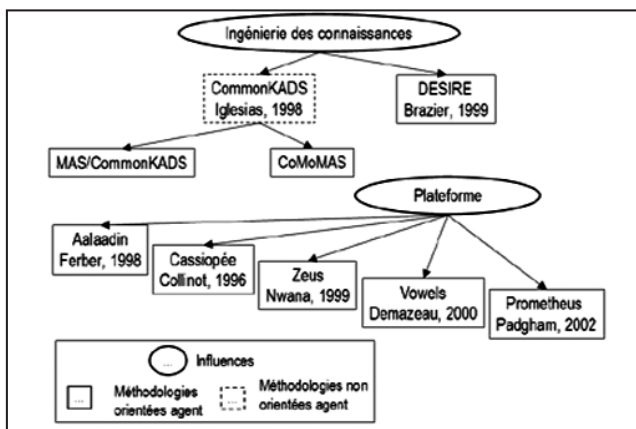 Ingénierie des connaissances
CommonKADS
Iglesias, 1998
DESIRE
Brazier, 1999
MAS/CommonKADS
CoMoMAS
Plateforme
Aalaadin
Ferber, 1998
Cassiopée
Collinot, 1996
Zeus
Nwana, 1999
Vowels
Demazeau, 2000
Prometheus
Padgham, 2002
... Influences
... Méthodologies
orientées agent
... Méthodologies non
orientées agent